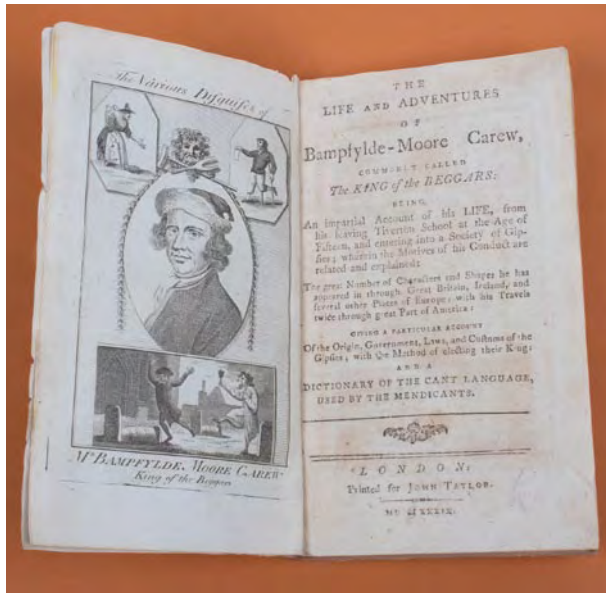 The Various Disguises of
Mr. BAMPFYLDE. MOORE CAREW
King of the Beggars
THE
LIFE AND ADVENTURES
OF
Bampfylde-Moore Carew,
COMMONLY CALLED
The KING of the BEGGARS:
BEING,
An impartial Account of his LIFE, from
his leaving Tiverton School at the Age of
Fifteen, and entering into a Society of Gip-
sies; wherein the Motives of his Conduct are
related and explained:
The great Number of Characters and Shapes he has
appeared in through Great Britain, Ireland, and
several other Places of Europe; with his Travels
twice through great Part of America:
GIVING A PARTICULAR ACCOUNT
Of the Origin, Government, Laws, and Customs of the
Gipsies; with the Method of electing their King:
AND A
DICTIONARY OF THE CANT LANGUAGE,
USED BY THE MENDICANTS.
LONDON:
Printed for JOHN TAYLOR.